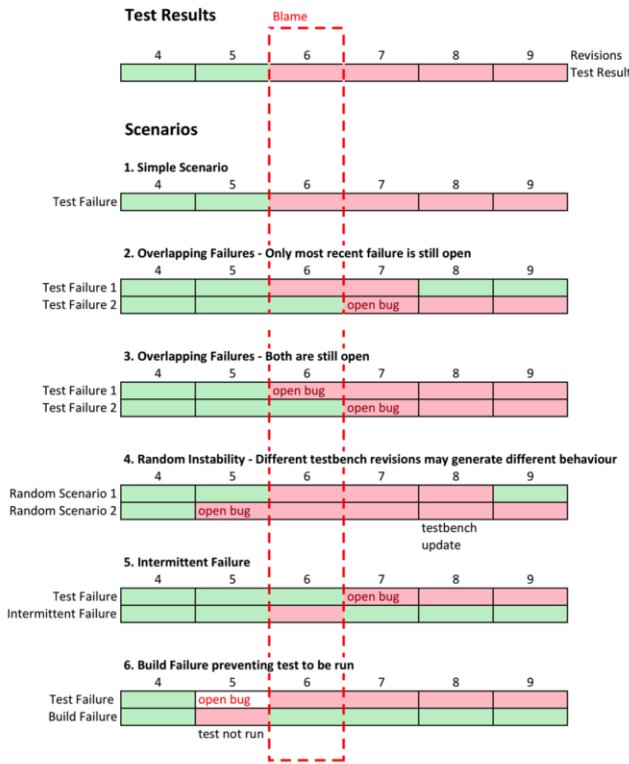 Test Results
Blame
4 5 6 7 8 9 Revisions
Test Result
Scenarios
1. Simple Scenario
4 5 6 7 8 9
Test Failure
2. Overlapping Failures - Only most recent failure is still open
4 5 6 7 8 9
Test Failure 1
Test Failure 2 open bug
3. Overlapping Failures - Both are still open
4 5 6 7 8 9
Test Failure 1 open bug
Test Failure 2 open bug
4. Random Instability - Different testbench revisions may generate different behaviour
4 5 6 7 8 9
Random Scenario 1
Random Scenario 2 open bug
testbench
update
5. Intermittent Failure
4 5 6 7 8 9
Test Failure open bug
Intermittent Failure
6. Build Failure preventing test to be run
4 5 6 7 8 9
Test Failure open bug
Build Failure
test not run